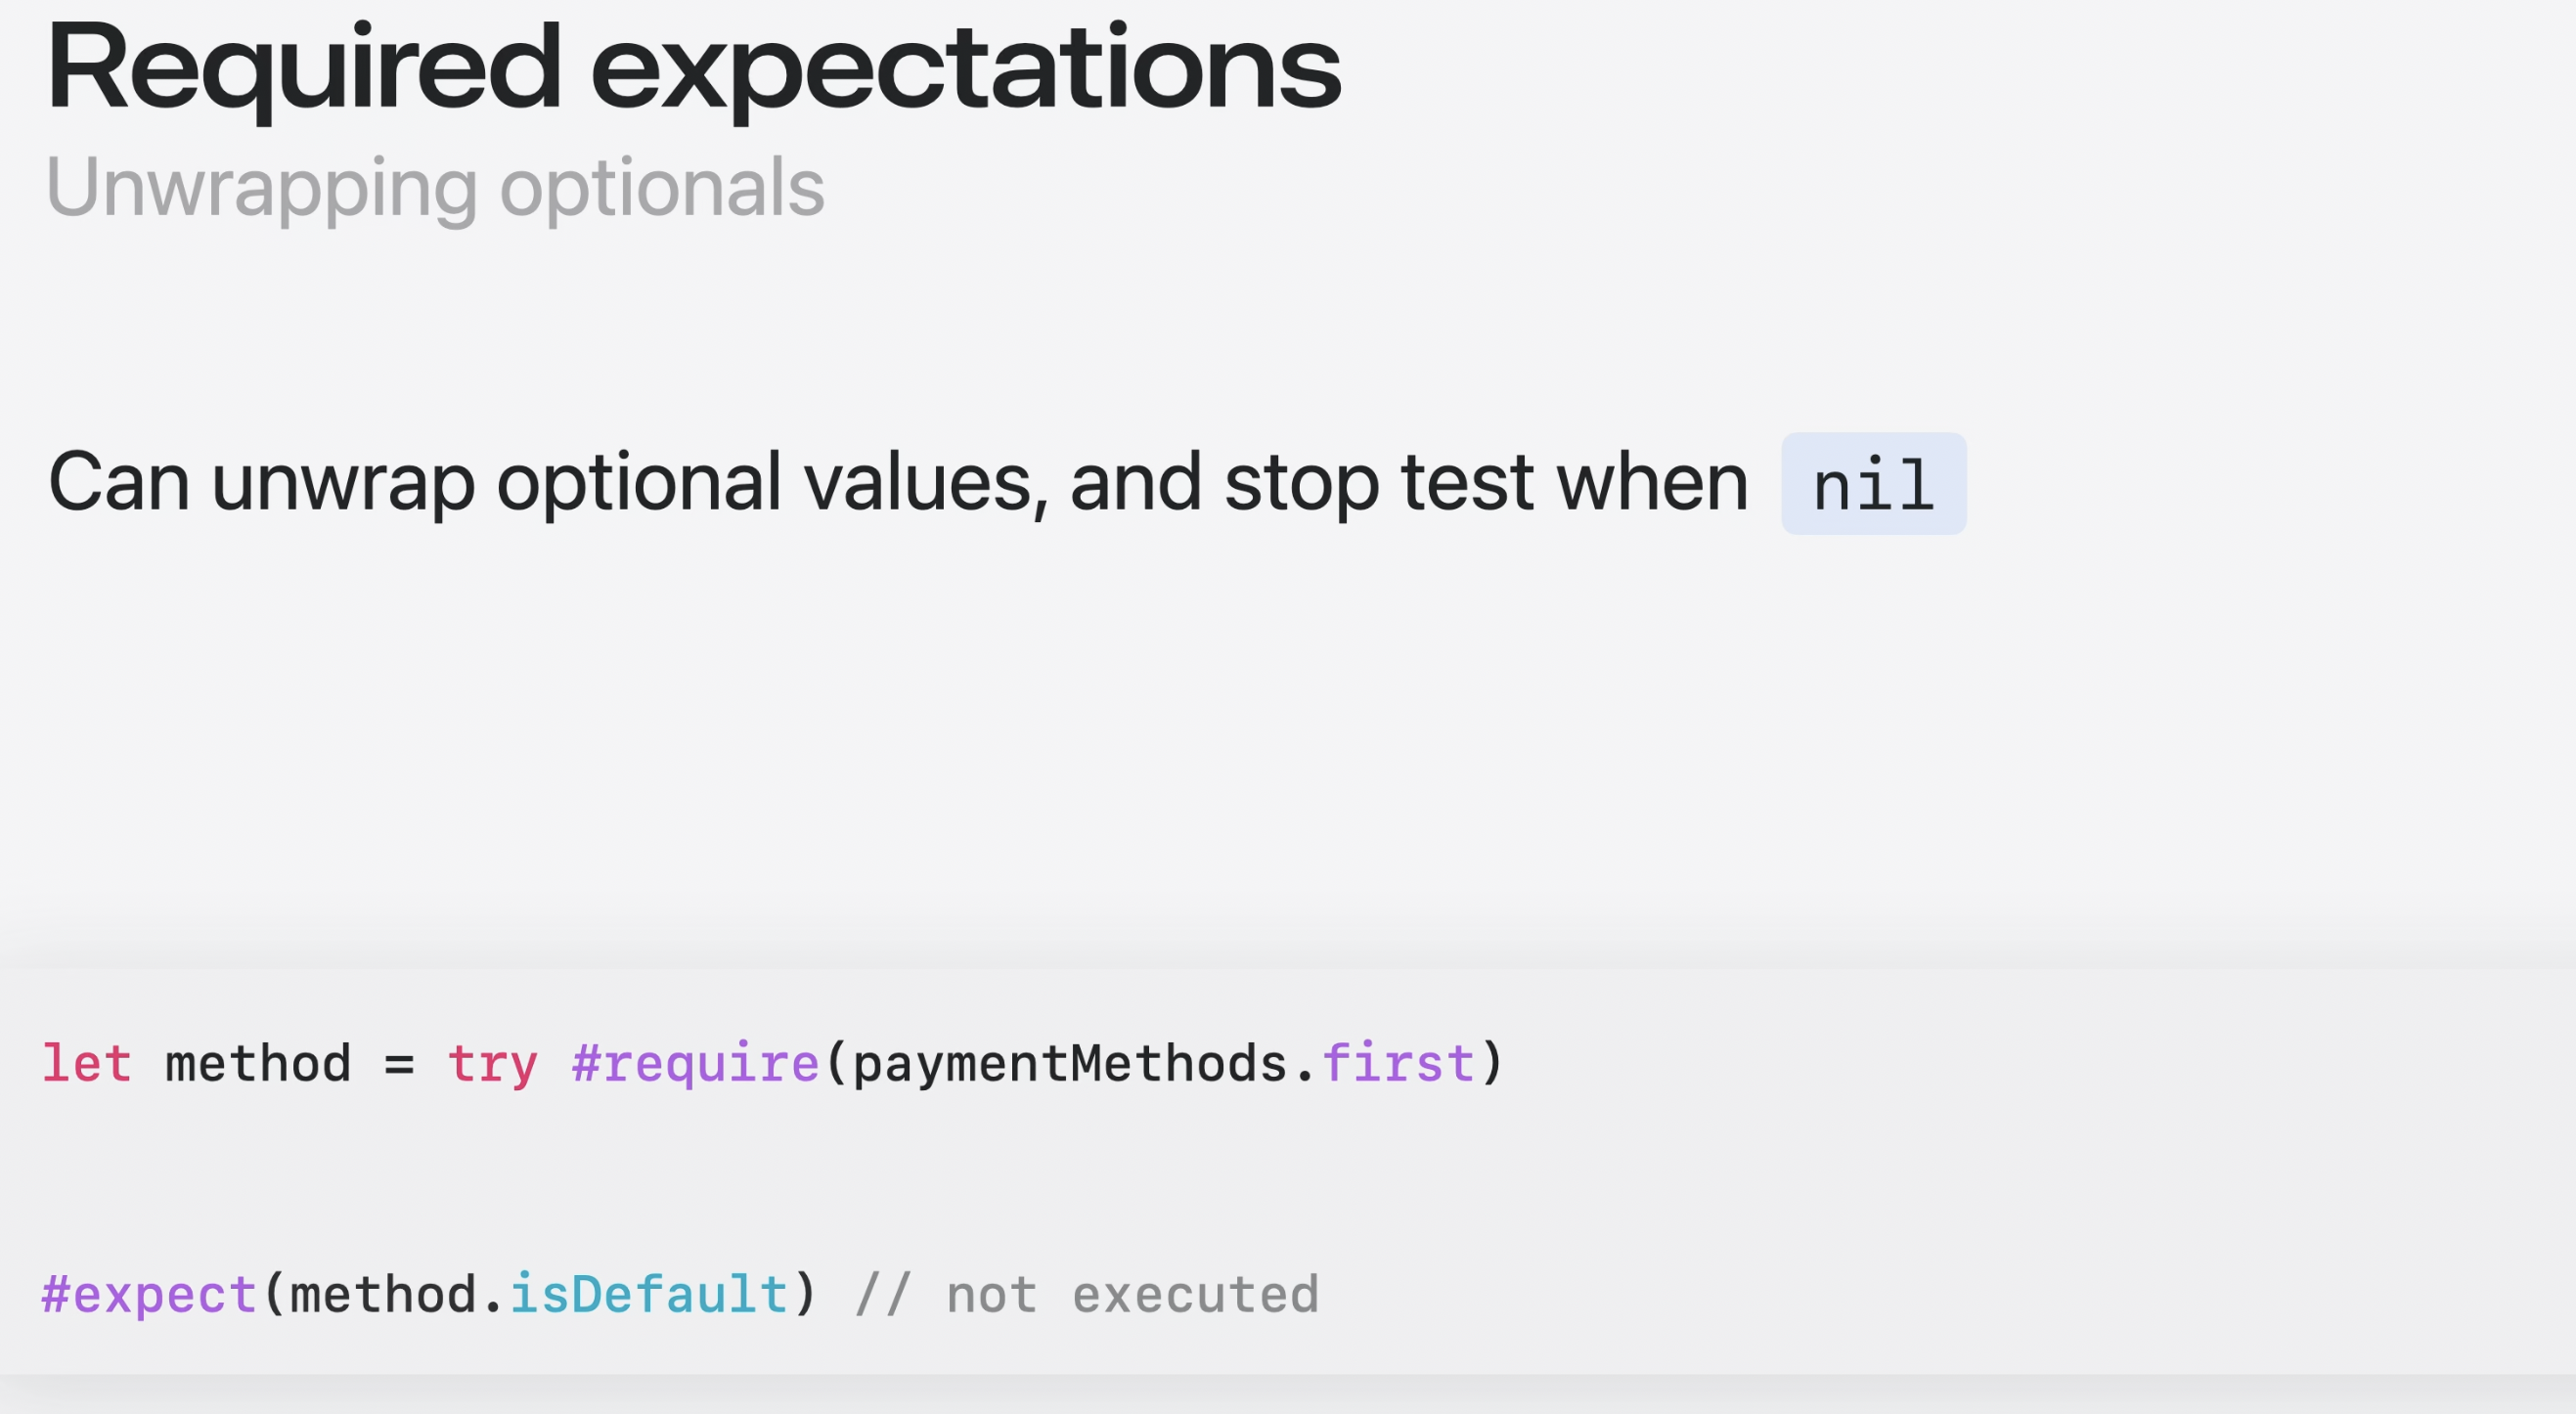 Required expectations
Unwrapping optionals
Can unwrap optional values, and stop test when nil
let method = try #require(paymentMethods.first)
#expect(method.isDefault) // not executed